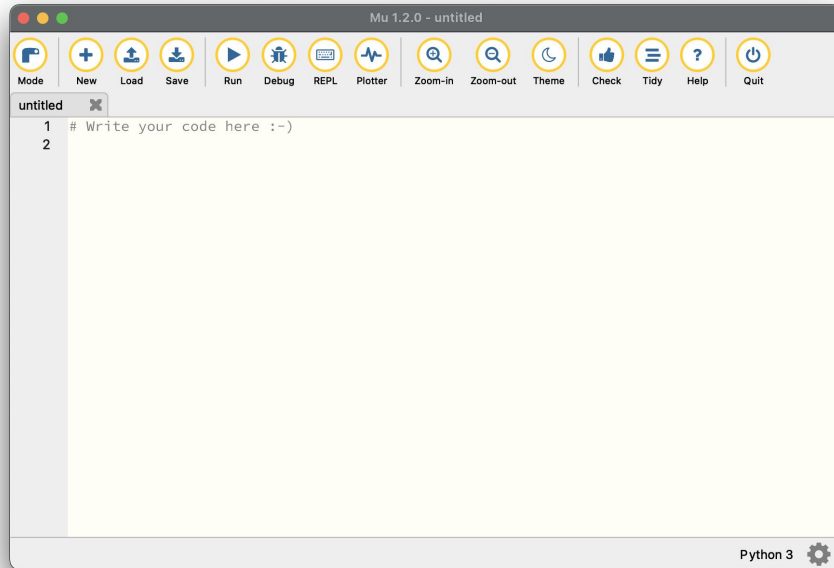 Mu 1.2.0 - untitled
Mode New Load Save Run Debug REPL Plotter Zoom-in Zoom-out Theme Check Tidy Help Quit
untitled
1 # Write your code here :-)
2
Python 3